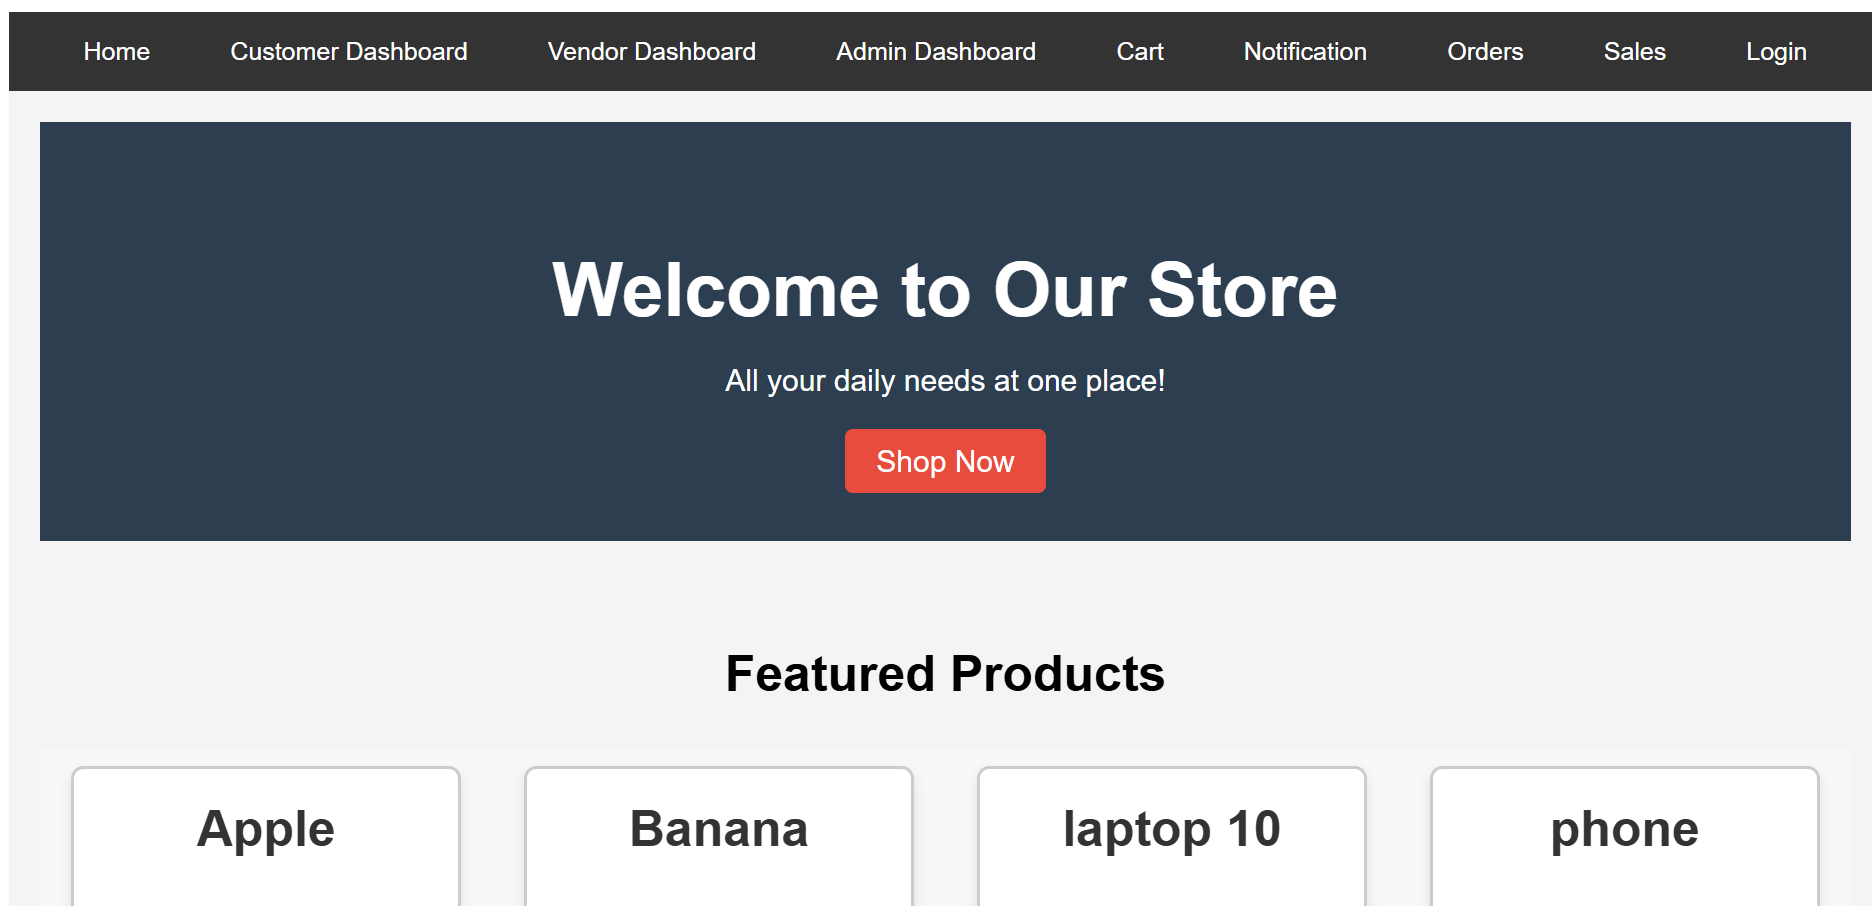 Home Customer Dashboard Vendor Dashboard Admin Dashboard Cart Notification Orders Sales Login
Welcome to Our Store
All your daily needs at one place!
Shop Now
Featured Products
Apple Banana laptop 10 phone